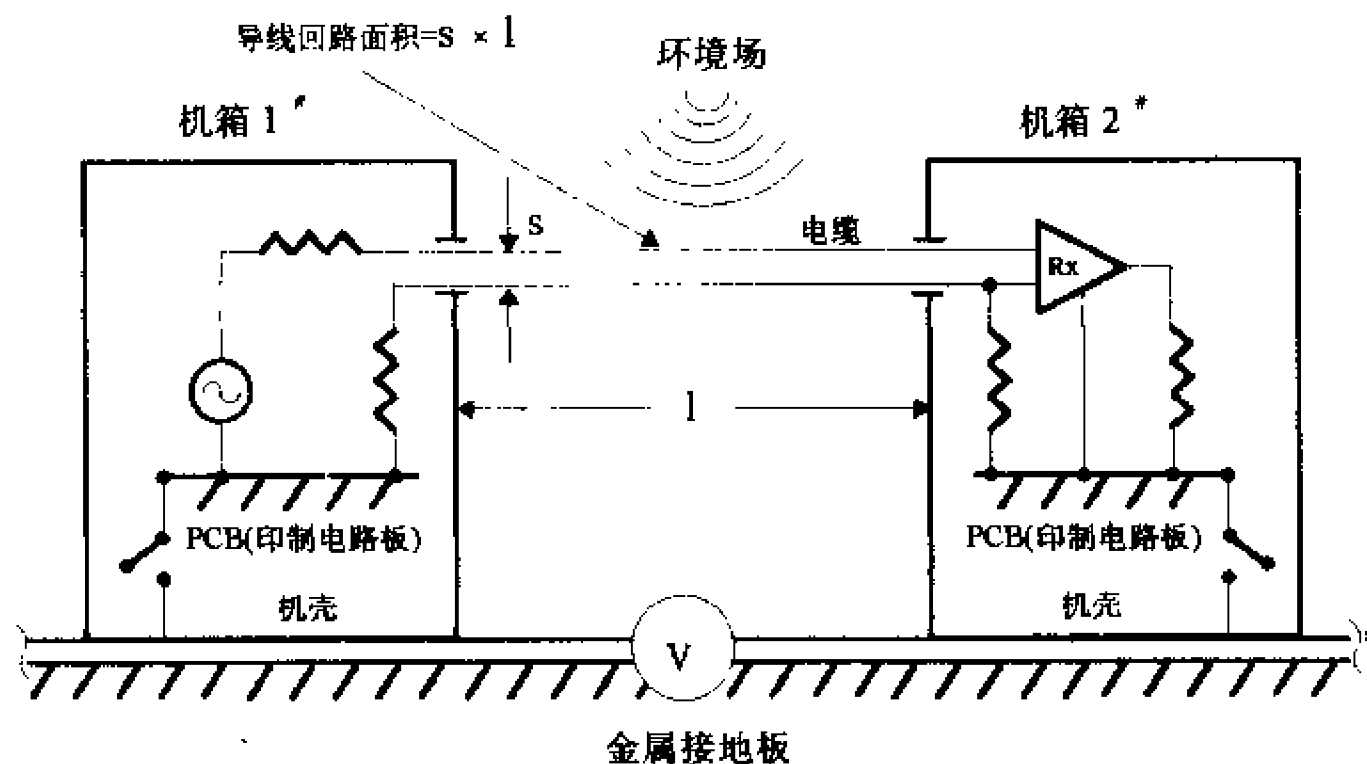 导线回路面积=s × l
环境场
机箱 1 #
机箱 2 #
S
电缆
Rx
l
PCB(印制电路板)
PCB(印制电路板)
机壳
机壳
V
金属接地板